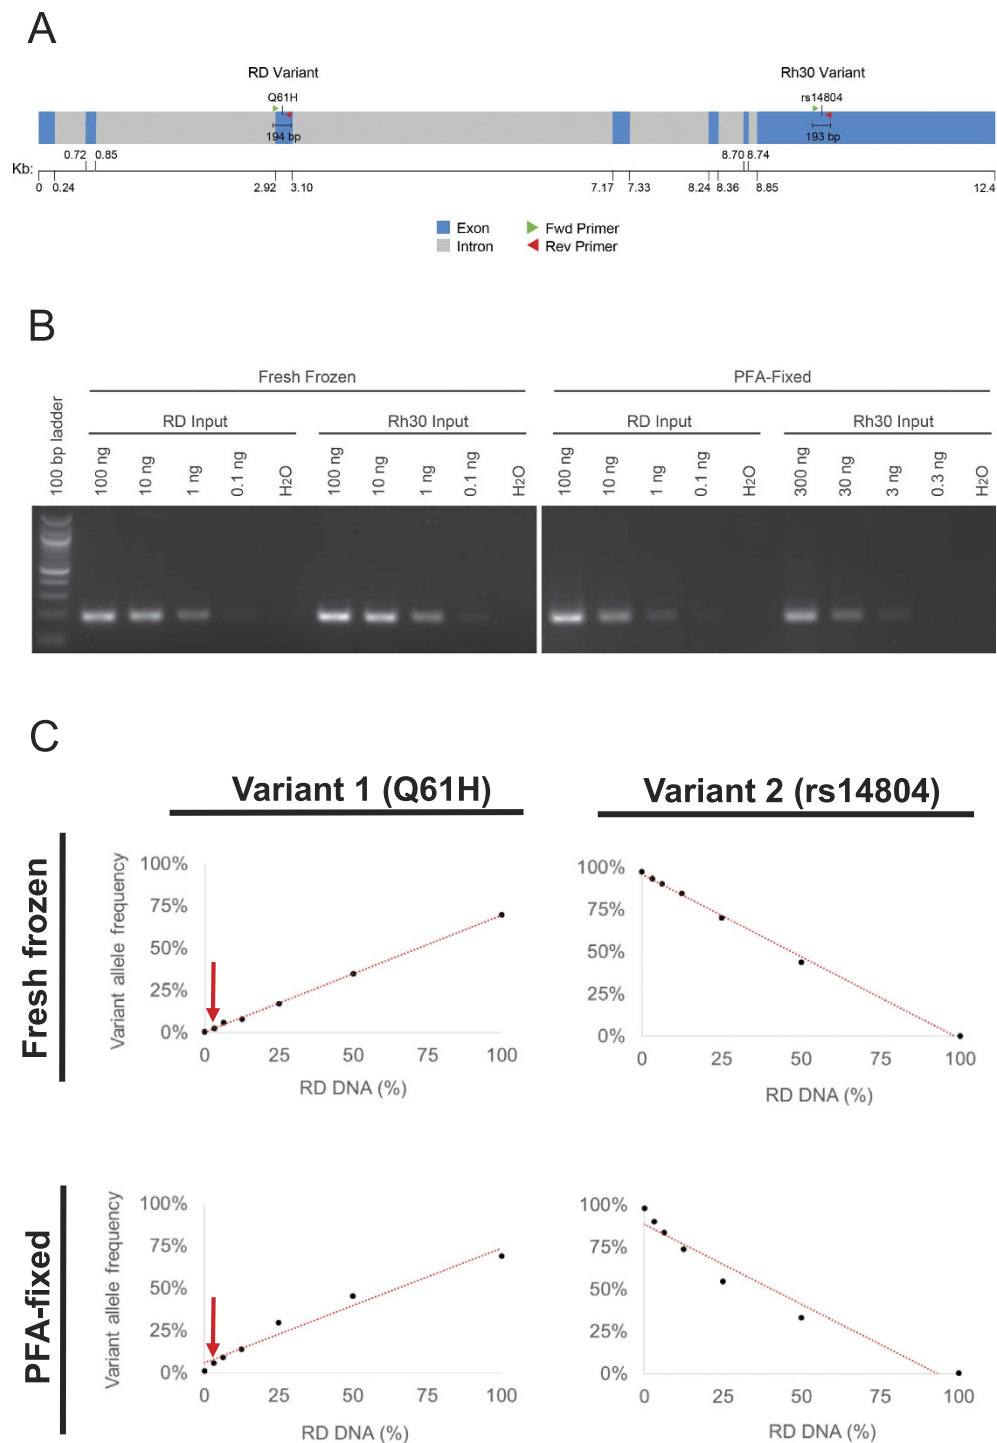 A
RD Variant
Rh30 Variant
Q61H
rs14804
194 bp
193 bp
0.72 0.85
8.70 8.74
Kb:
0 0.24 2.92 3.10 7.17 7.33 8.24 8.36 8.85 12.4
Exon Fwd Primer
Intron Rev Primer
B
Fresh Frozen PFA-Fixed
RD Input Rh30 Input RD Input Rh30 Input
100 bp ladder 100 ng 10 ng 1 ng 0.1 ng H2O 100 ng 10 ng 1 ng 0.1 ng H2O 100 ng 10 ng 1 ng 0.1 ng H2O 300 ng 30 ng 3 ng 0.3 ng H2O
C
Variant 1 (Q61H) Variant 2 (rs14804)
Fresh frozen
Variant allele frequency
100%
75%
50%
25%
0%
0 25 50 75 100
RD DNA (%)
100%
75%
50%
25%
0%
0 25 50 75 100
RD DNA (%)
PFA-fixed
Variant allele frequency
100%
75%
50%
25%
0%
0 25 50 75 100
RD DNA (%)
100%
75%
50%
25%
0%
0 25 50 75 100
RD DNA (%)